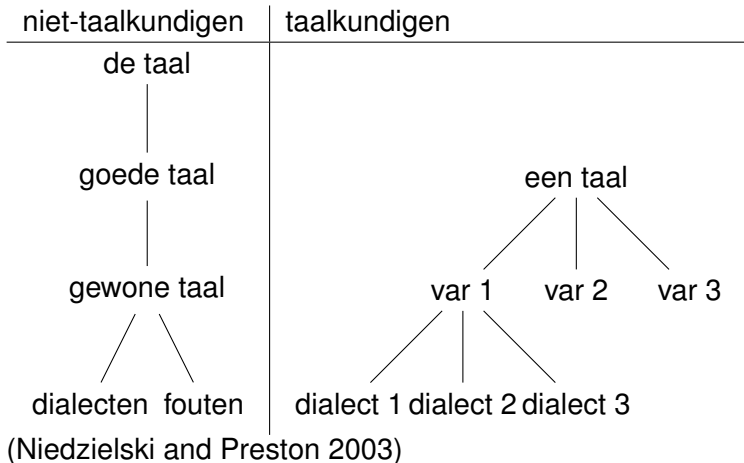 niet-taalkundigen taalkundigen
de taal
goede taal een taal
gewone taal var 1 var 2 var 3
dialecten fouten dialect 1 dialect 2 dialect 3
(Niedzielski and Preston 2003)